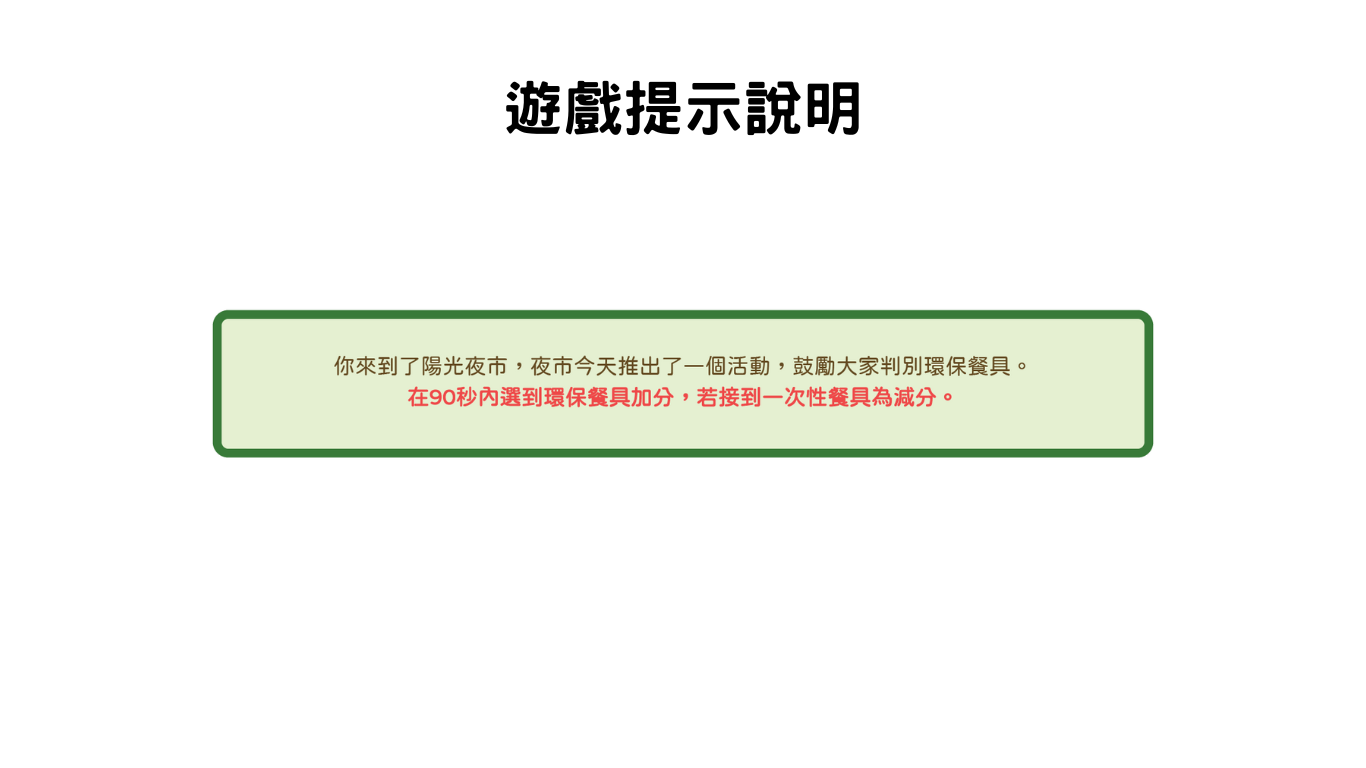 遊戲提示說明
你來到了陽光夜市，夜市今天推出了一個活動，鼓勵大家判別環保餐具。
在90秒內選到環保餐具加分，若接到一次性餐具為減分。